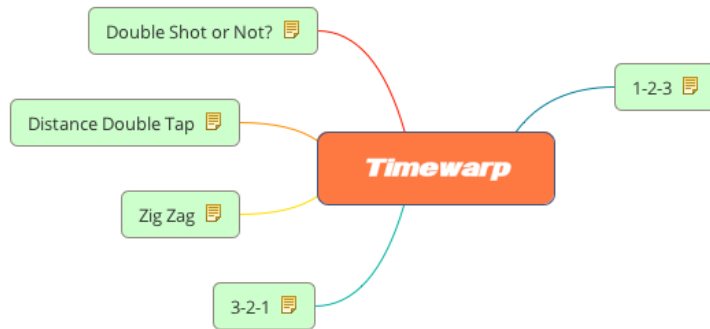 Double Shot or Not?
1-2-3
Distance Double Tap
Timewarp
Zig Zag
3-2-1